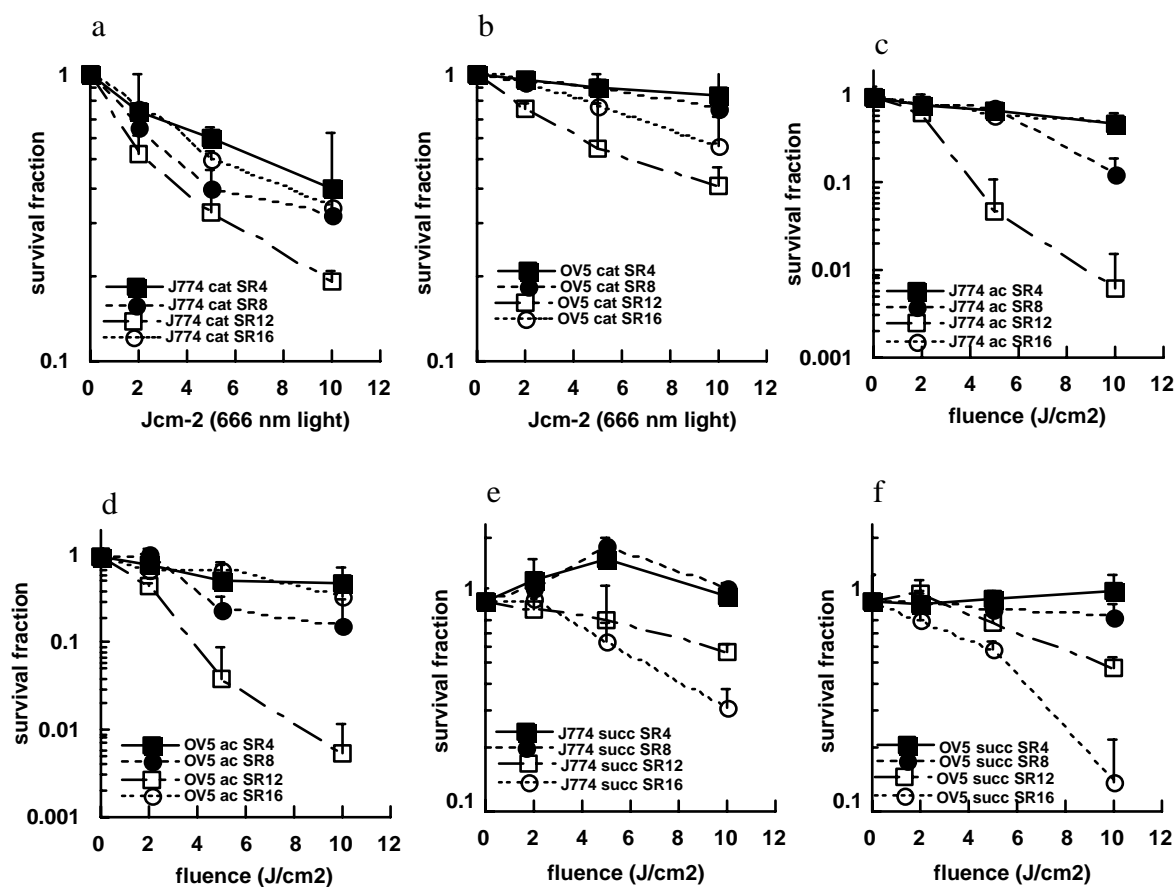 a
1
survival fraction
0.1
J774 cat SR4
J774 cat SR8
J774 cat SR12
J774 cat SR16
0 2 4 6 8 10 12
Jcm-2 (666 nm light)
b
1
survival fraction
0.1
OV5 cat SR4
OV5 cat SR8
OV5 cat SR12
OV5 cat SR16
0 2 4 6 8 10 12
Jcm-2 (666 nm light)
c
1
0.1
0.01
0.001
survival fraction
J774 ac SR4
J774 ac SR8
J774 ac SR12
J774 ac SR16
0 2 4 6 8 10 12
fluence (J/cm2)
d
1
0.1
0.01
0.001
survival fraction
OV5 ac SR4
OV5 ac SR8
OV5 ac SR12
OV5 ac SR16
0 2 4 6 8 10 12
fluence (J/cm2)
e
1
0.1
survival fraction
J774 succ SR4
J774 succ SR8
J774 succ SR12
J774 succ SR16
0 2 4 6 8 10 12
fluence (J/cm2)
f
1
0.1
survival fraction
OV5 succ SR4
OV5 succ SR8
OV5 succ SR12
OV5 succ SR16
0 2 4 6 8 10 12
fluence (J/cm2)